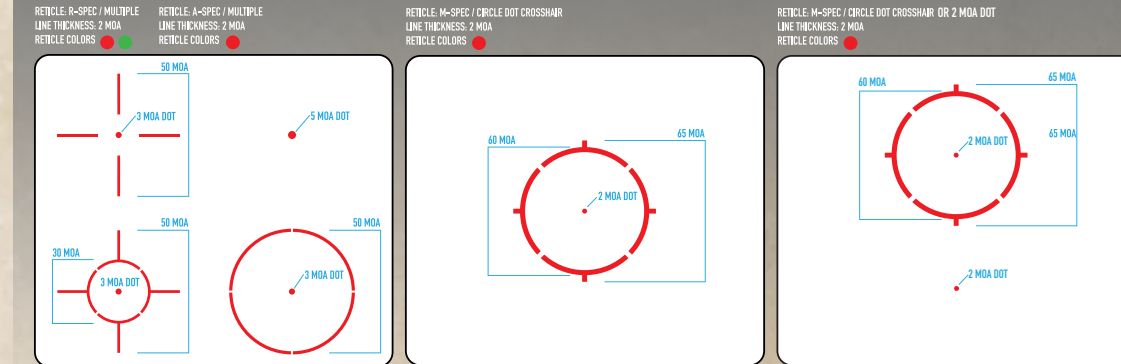 RETICLE: R-SPEC / MULTIPLE
LINE THICKNESS: 2 MOA
RETICLE COLORS
RETICLE: A-SPEC / MULTIPLE
LINE THICKNESS: 2 MOA
RETICLE COLORS
50 MOA
3 MOA DOT
5 MOA DOT
50 MOA
30 MOA
3 MOA DOT
50 MOA
3 MOA DOT
RETICLE: M-SPEC / CIRCLE DOT CROSSHAIR
LINE THICKNESS: 2 MOA
RETICLE COLORS
60 MOA
65 MOA
2 MOA DOT
RETICLE: M-SPEC / CIRCLE DOT CROSSHAIR OR 2 MOA DOT
LINE THICKNESS: 2 MOA
RETICLE COLORS
60 MOA
65 MOA
65 MOA
2 MOA DOT
2 MOA DOT